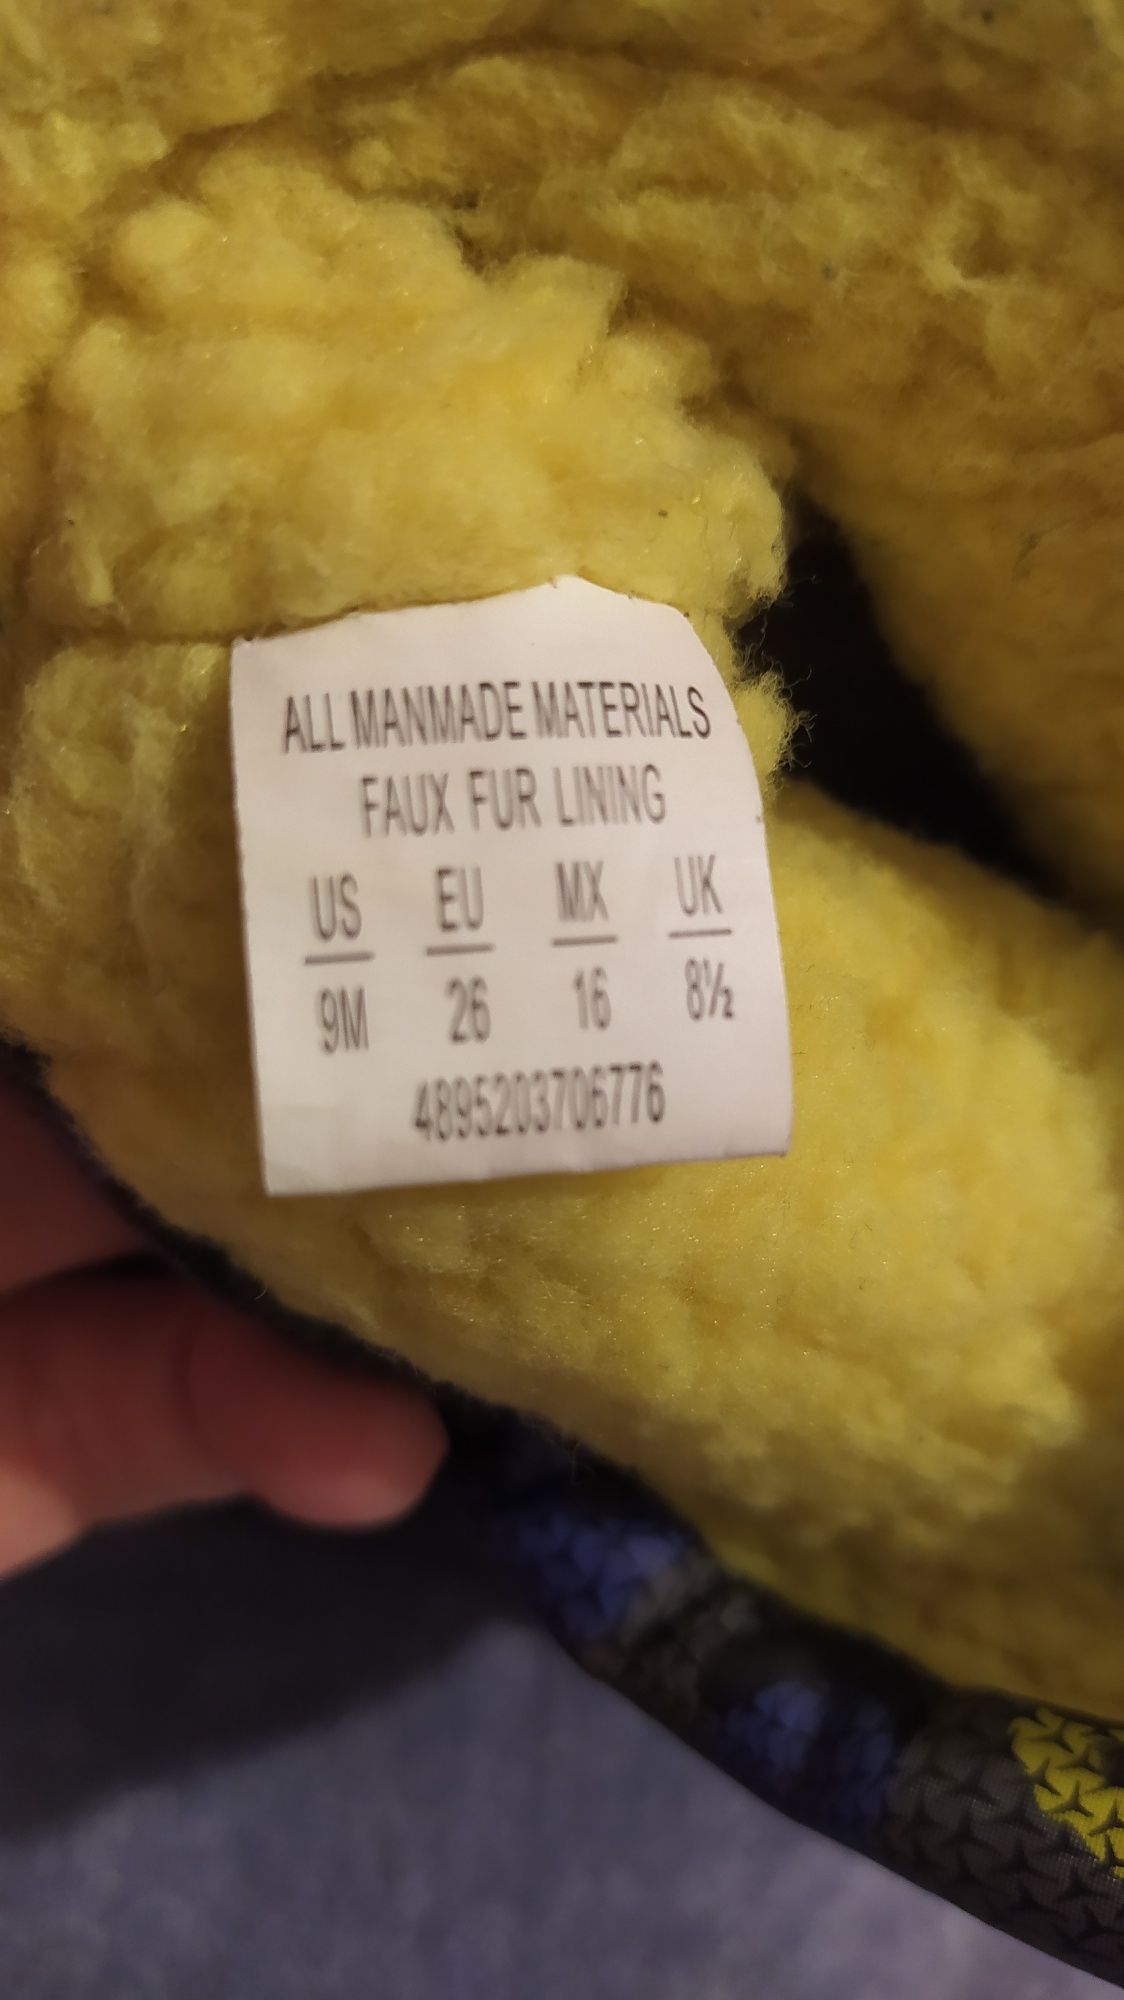 ALL MANMADE MATERIALS
FAUX FUR LINING
US EU MX UK
9M 26 16 8½
4895203706776